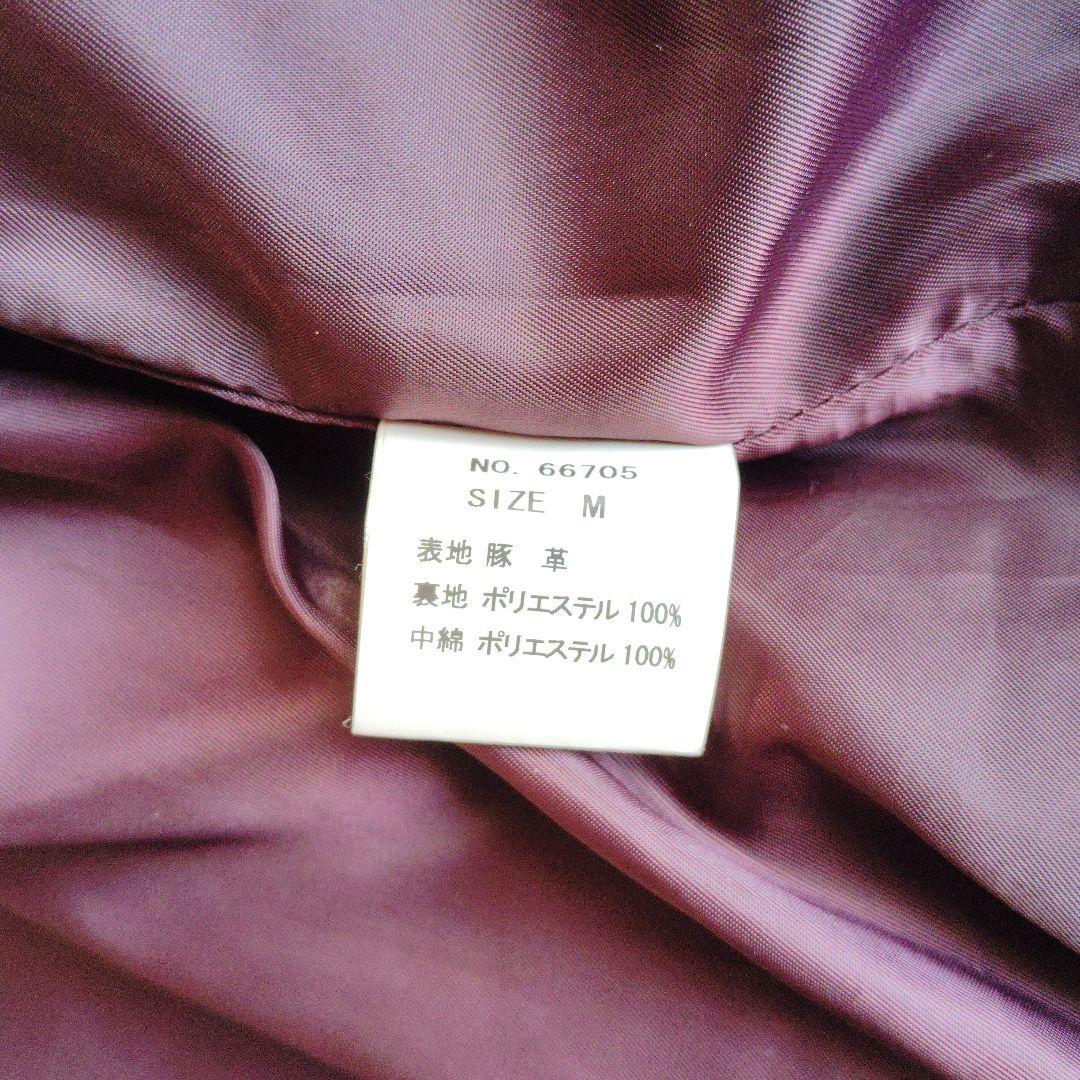 NO. 66705
SIZE M
表地 豚 革
裏地 ポリエステル 100%
中綿 ポリエステル 100%